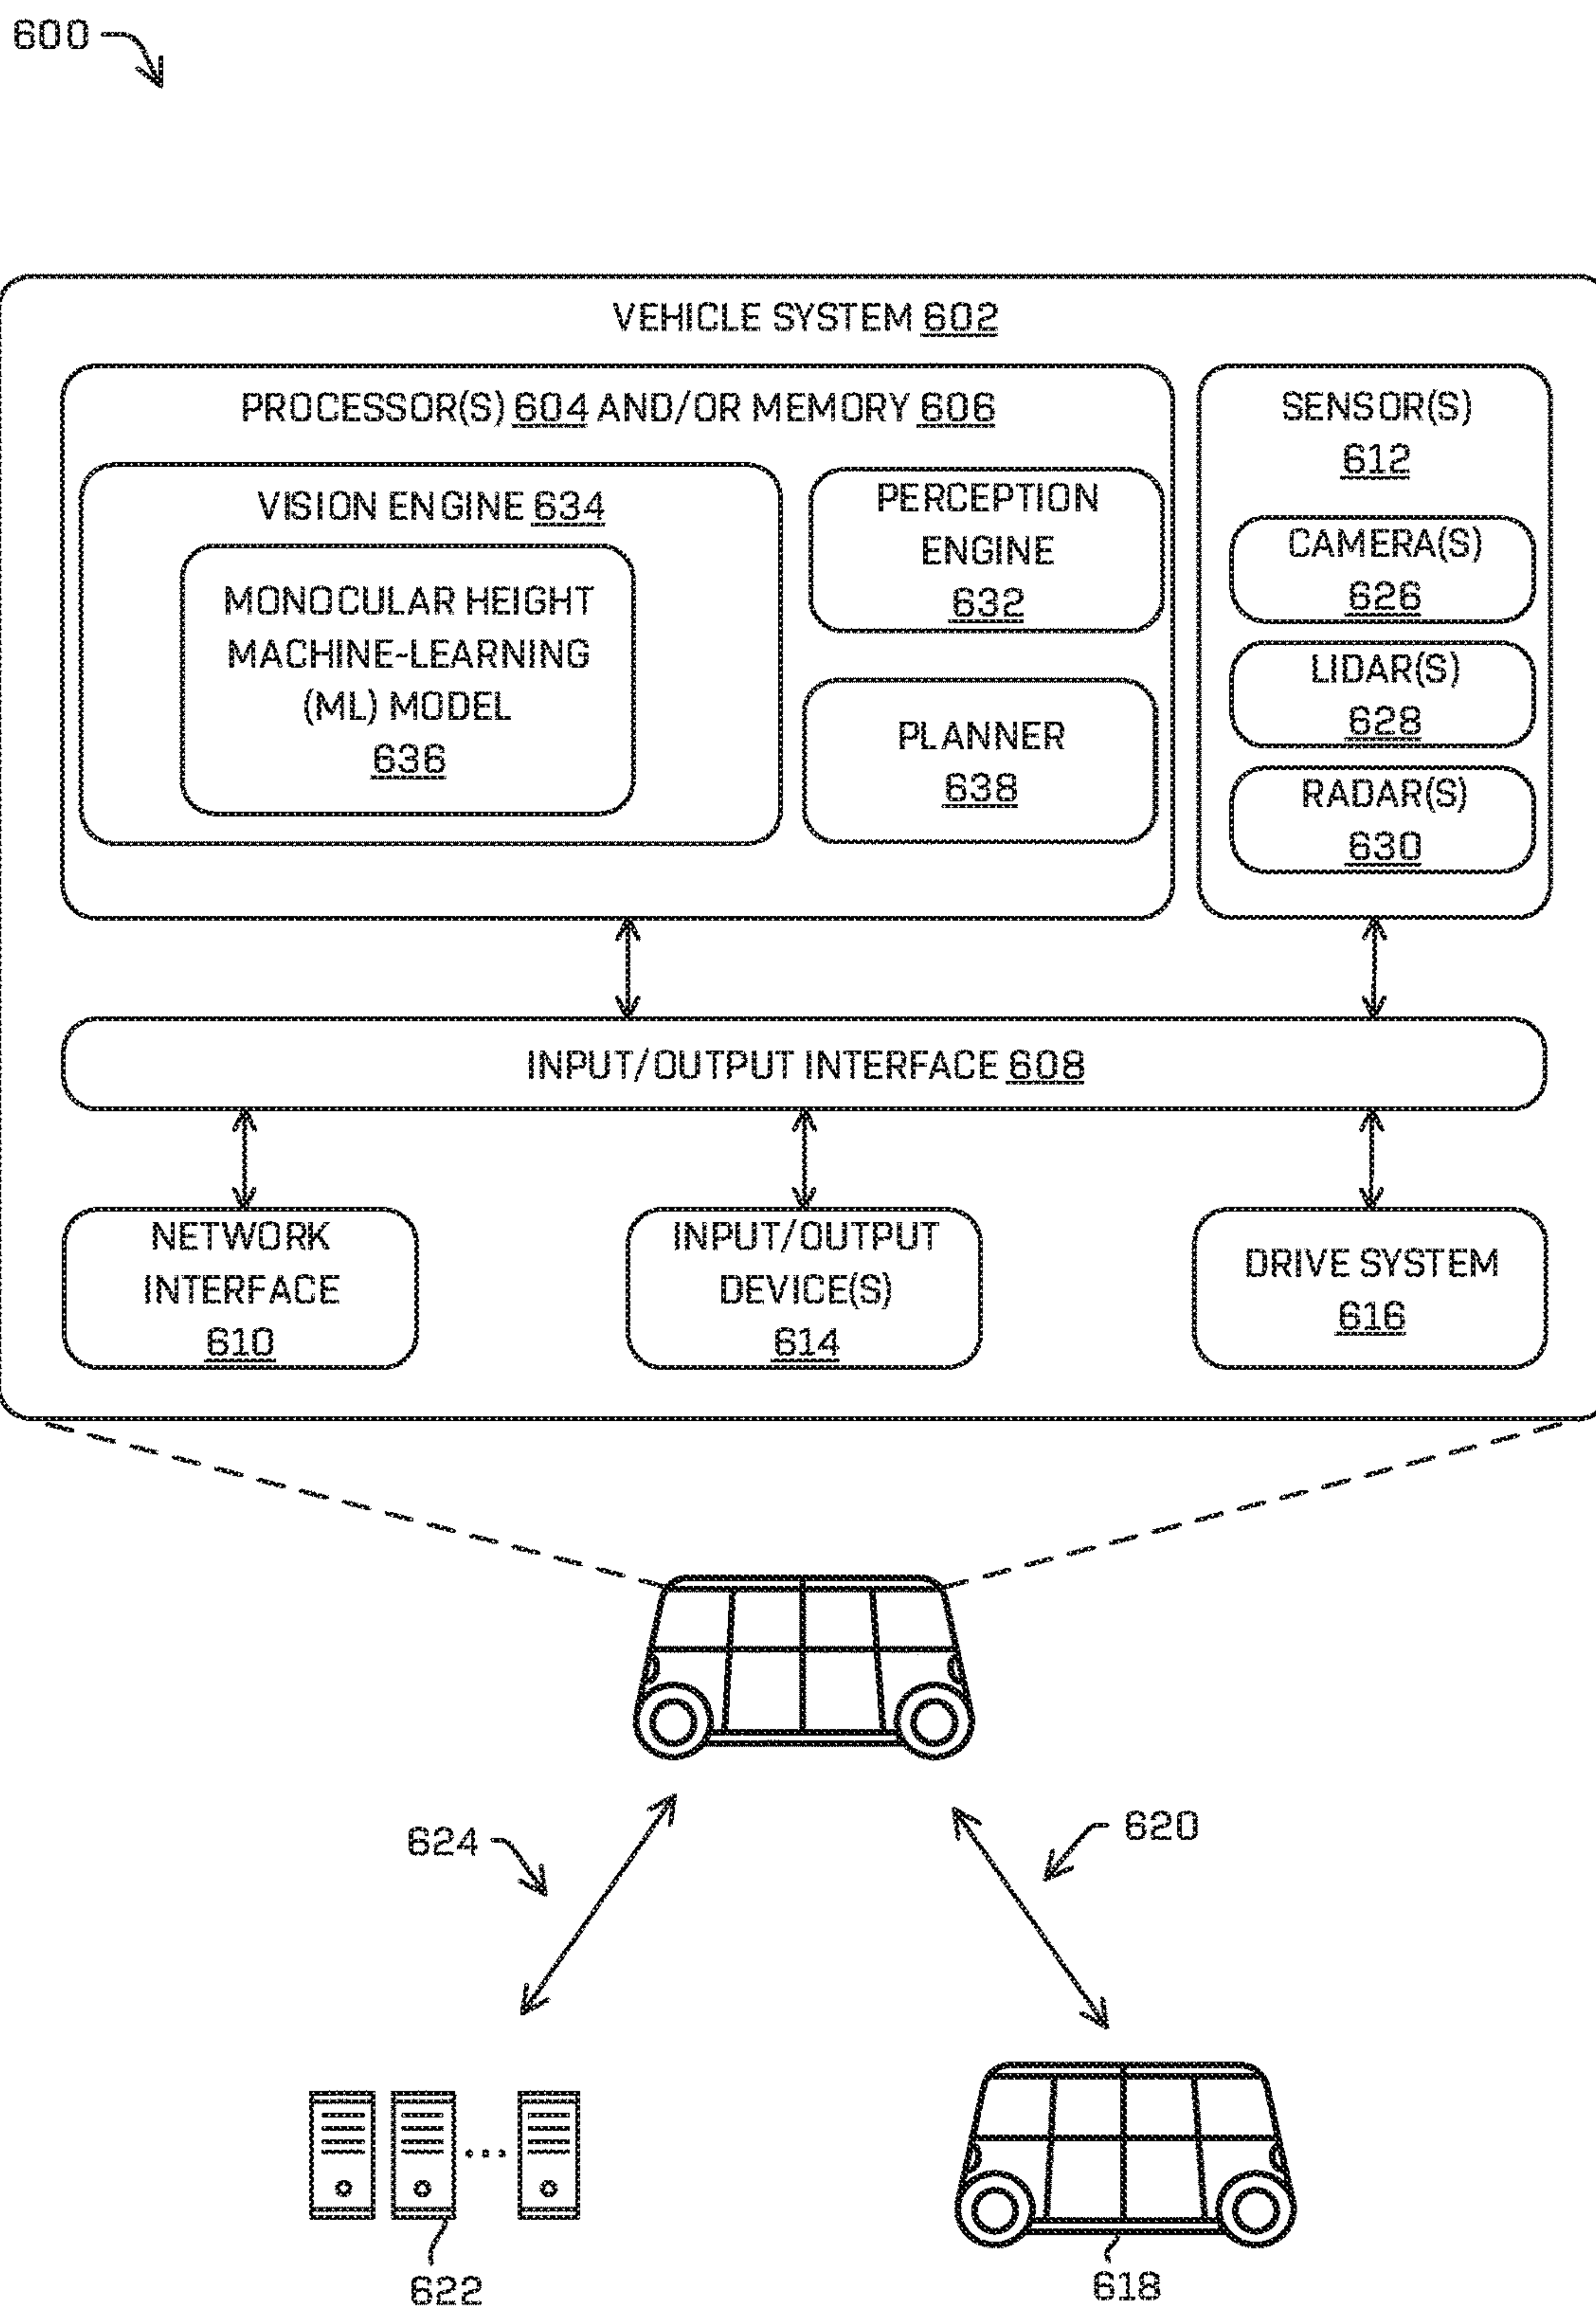 600
VEHICLE SYSTEM 602
PROCESSOR(S) 604 AND/OR MEMORY 606
VISION ENGINE 634
MONOCULAR HEIGHT
MACHINE-LEARNING
(ML) MODEL
636
PERCEPTION
ENGINE
632
PLANNER
638
SENSOR(S)
612
CAMERA(S)
626
LIDAR(S)
628
RADAR(S)
630
INPUT/OUTPUT INTERFACE 608
NETWORK
INTERFACE
610
INPUT/OUTPUT
DEVICE(S)
614
DRIVE SYSTEM
616
624
620
622
618